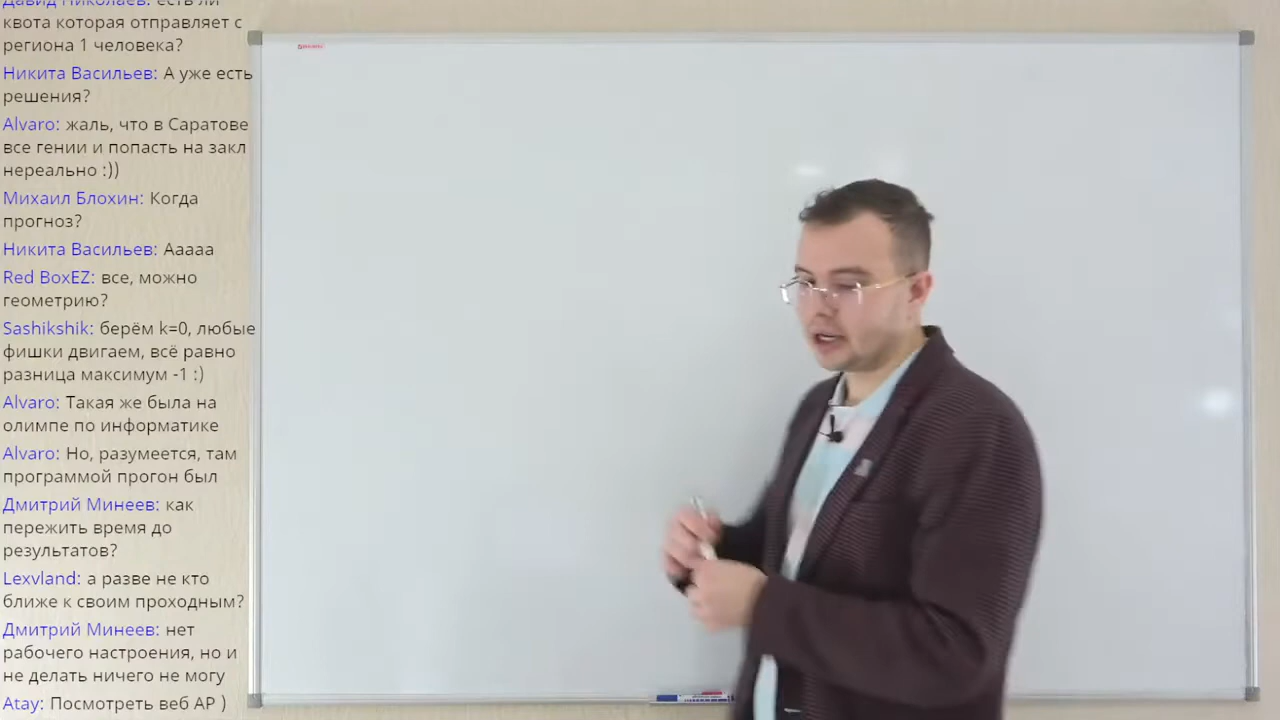 Давид Николаев: есть ли
квота которая отправляет с
региона 1 человека?
Никита Васильев: А уже есть
решения?
Alvaro: жаль, что в Саратове
все гении и попасть на закл
нереально :))
Михаил Блохин: Когда
прогноз?
Никита Васильев: Ааааа
Red BoxEZ: все, можно
геометрию?
Sashikshik: берём k=0, любые
фишки двигаем, всё равно
разница максимум -1 :)
Alvaro: Такая же была на
олимпе по информатике
Alvaro: Но, разумеется, там
программой прогон был
Дмитрий Минеев: как
пережить время до
результатов?
Lexvland: а разве не кто
ближе к своим проходным?
Дмитрий Минеев: нет
рабочего настроения, но и
не делать ничего не могу
Atay: Посмотреть веб АР )